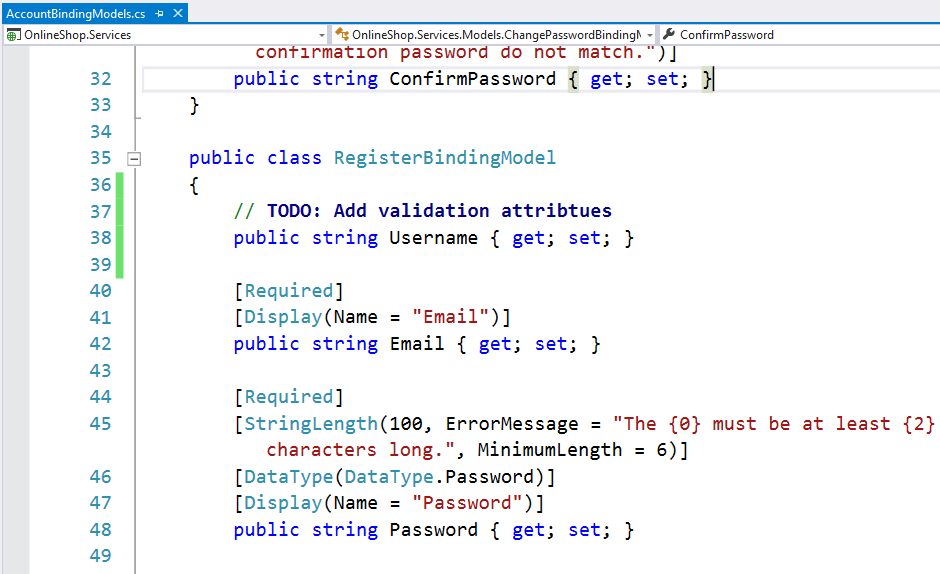 AccountBindingModels.cs
OnlineShop.Services OnlineShop.Services.Models.ChangePasswordBindingM ConfirmPassword
confirmation password do not match.")]
32 public string ConfirmPassword { get; set; }
33 }
34
35 public class RegisterBindingModel
36 {
37 // TODO: Add validation attribtues
38 public string Username { get; set; }
39
40 [Required]
41 [Display(Name = "Email")]
42 public string Email { get; set; }
43
44 [Required]
45 [StringLength(100, ErrorMessage = "The {0} must be at least {2}
characters long.", MinimumLength = 6)]
46 [DataType(DataType.Password)]
47 [Display(Name = "Password")]
48 public string Password { get; set; }
49